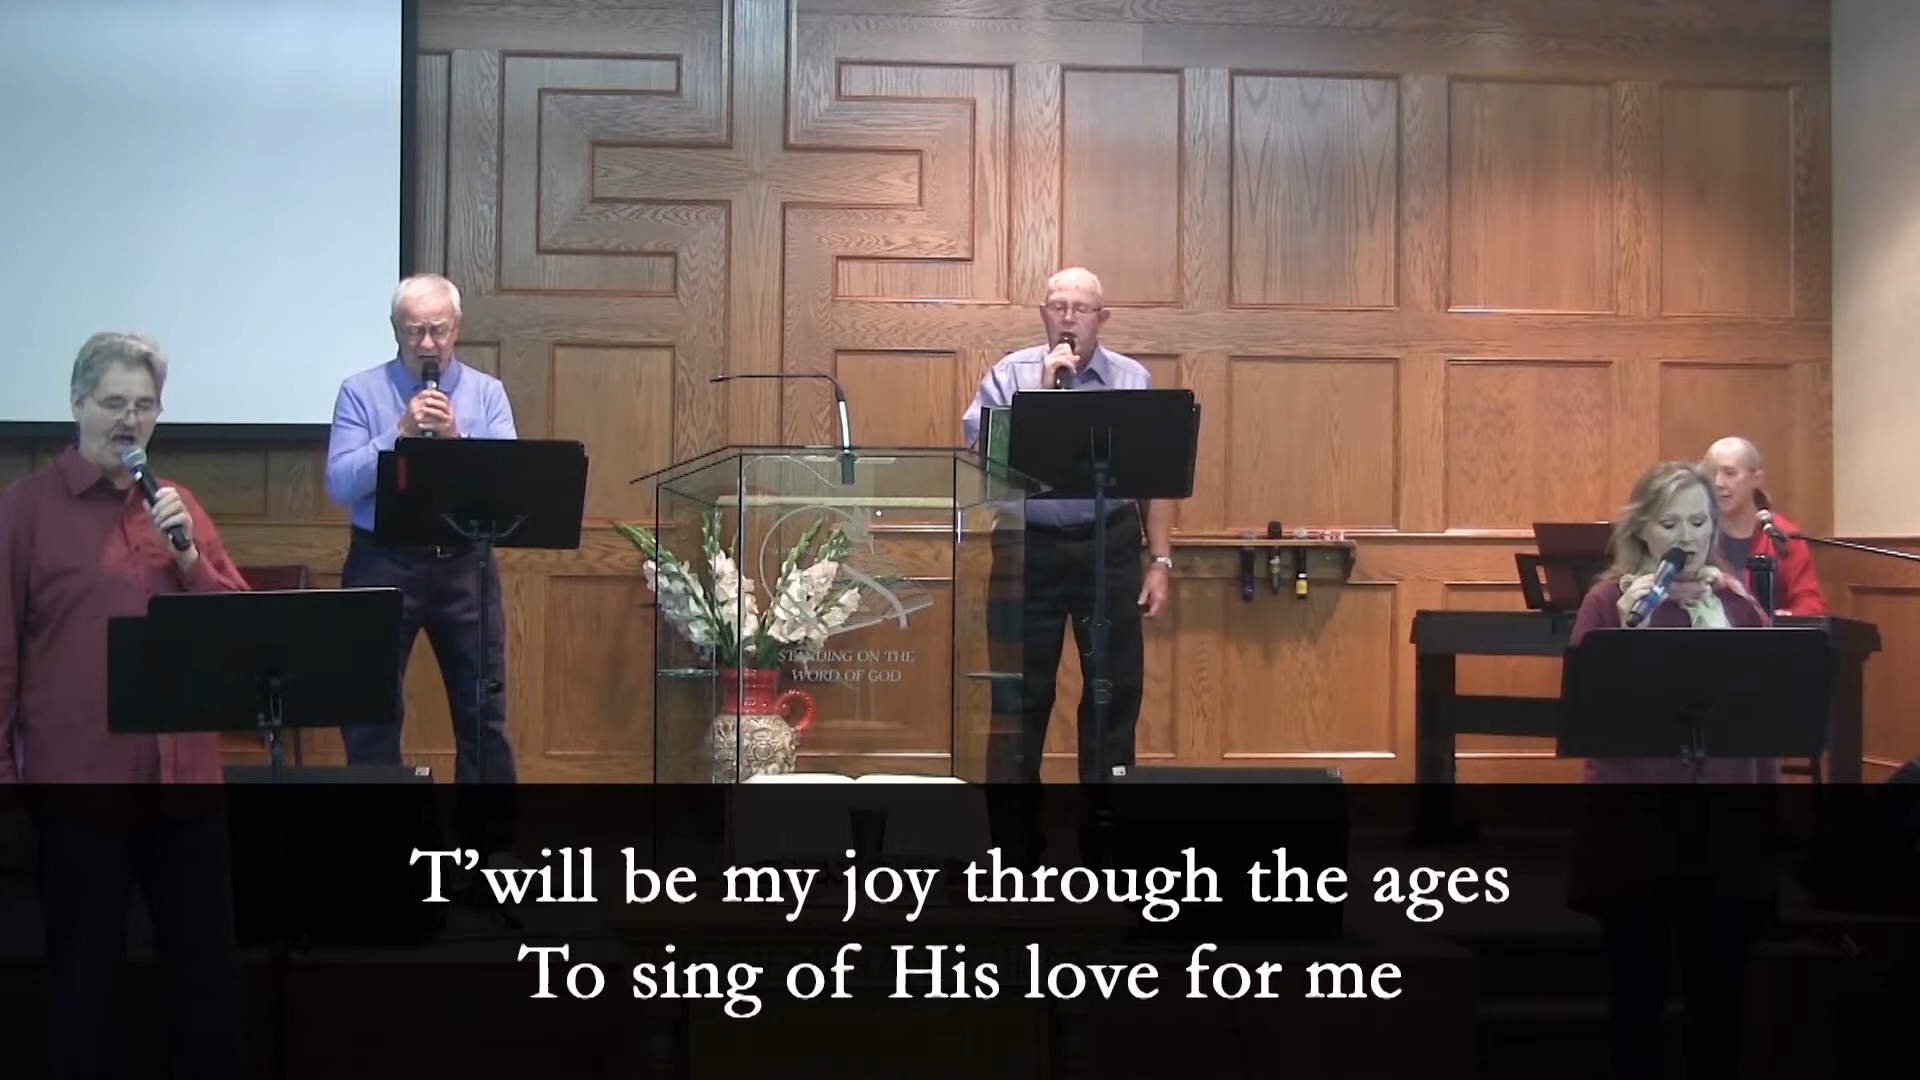 STANDING ON THE
WORD OF GOD
T'will be my joy through the ages
To sing of His love for me